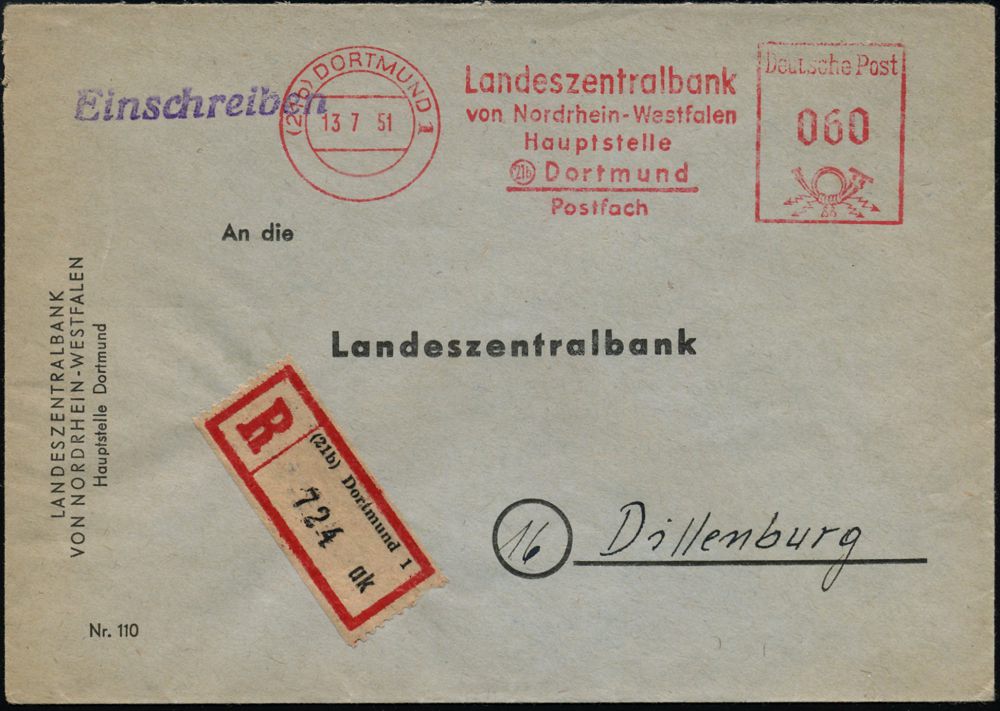 Einschreiben
(21b) DORTMUND 1
13 7 51
Landeszentralbank
von Nordrhein-Westfalen
Hauptstelle
21b Dortmund
Postfach
Deutsche Post
060
An die
Landeszentralbank
16 Dillenburg
LANDESZENTRALBANK
VON NORDRHEIN-WESTFALEN
Hauptstelle Dortmund
R
(21b) Dortmund 1
724
ak
Nr. 110